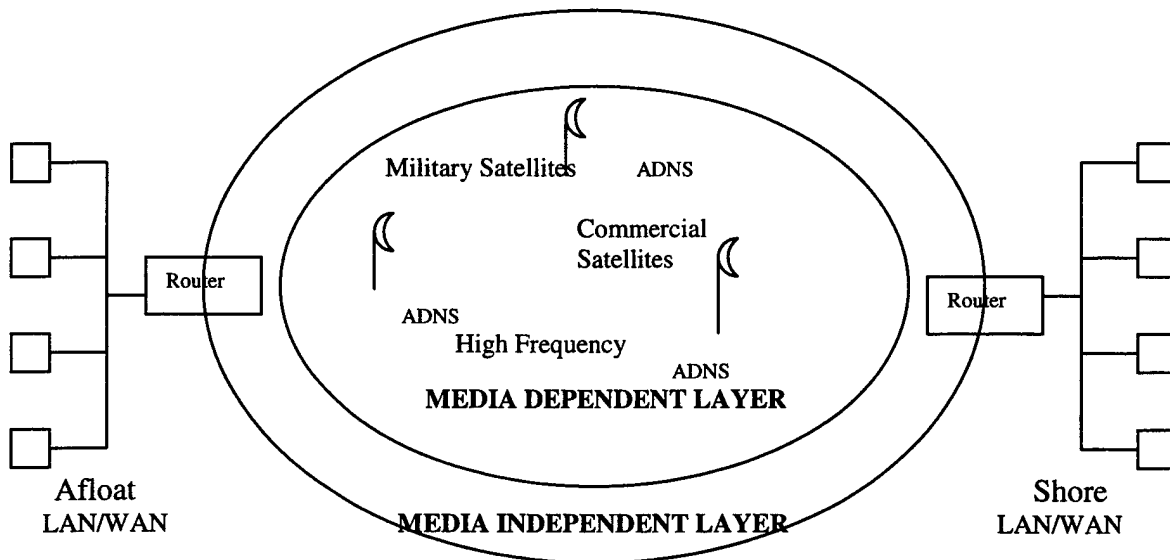 Military Satellites ADNS
Commercial
Satellites
Router
Router
ADNS
High Frequency
ADNS
MEDIA DEPENDENT LAYER
Afloat
LAN/WAN
MEDIA INDEPENDENT LAYER
Shore
LAN/WAN